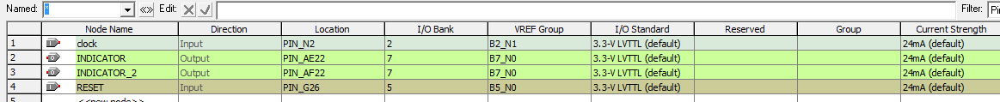 Named: * <<>> Edit: Filter: Pi
Node Name Direction Location I/O Bank VREF Group I/O Standard Reserved Group Current Strength
1 clock Input PIN_N2 2 B2_N1 3.3-V LVTTL (default) 24mA (default)
2 INDICATOR Output PIN_AE22 7 B7_N0 3.3-V LVTTL (default) 24mA (default)
3 INDICATOR_2 Output PIN_AF22 7 B7_N0 3.3-V LVTTL (default) 24mA (default)
4 RESET Input PIN_G26 5 B5_N0 3.3-V LVTTL (default) 24mA (default)
5 <<new node>>